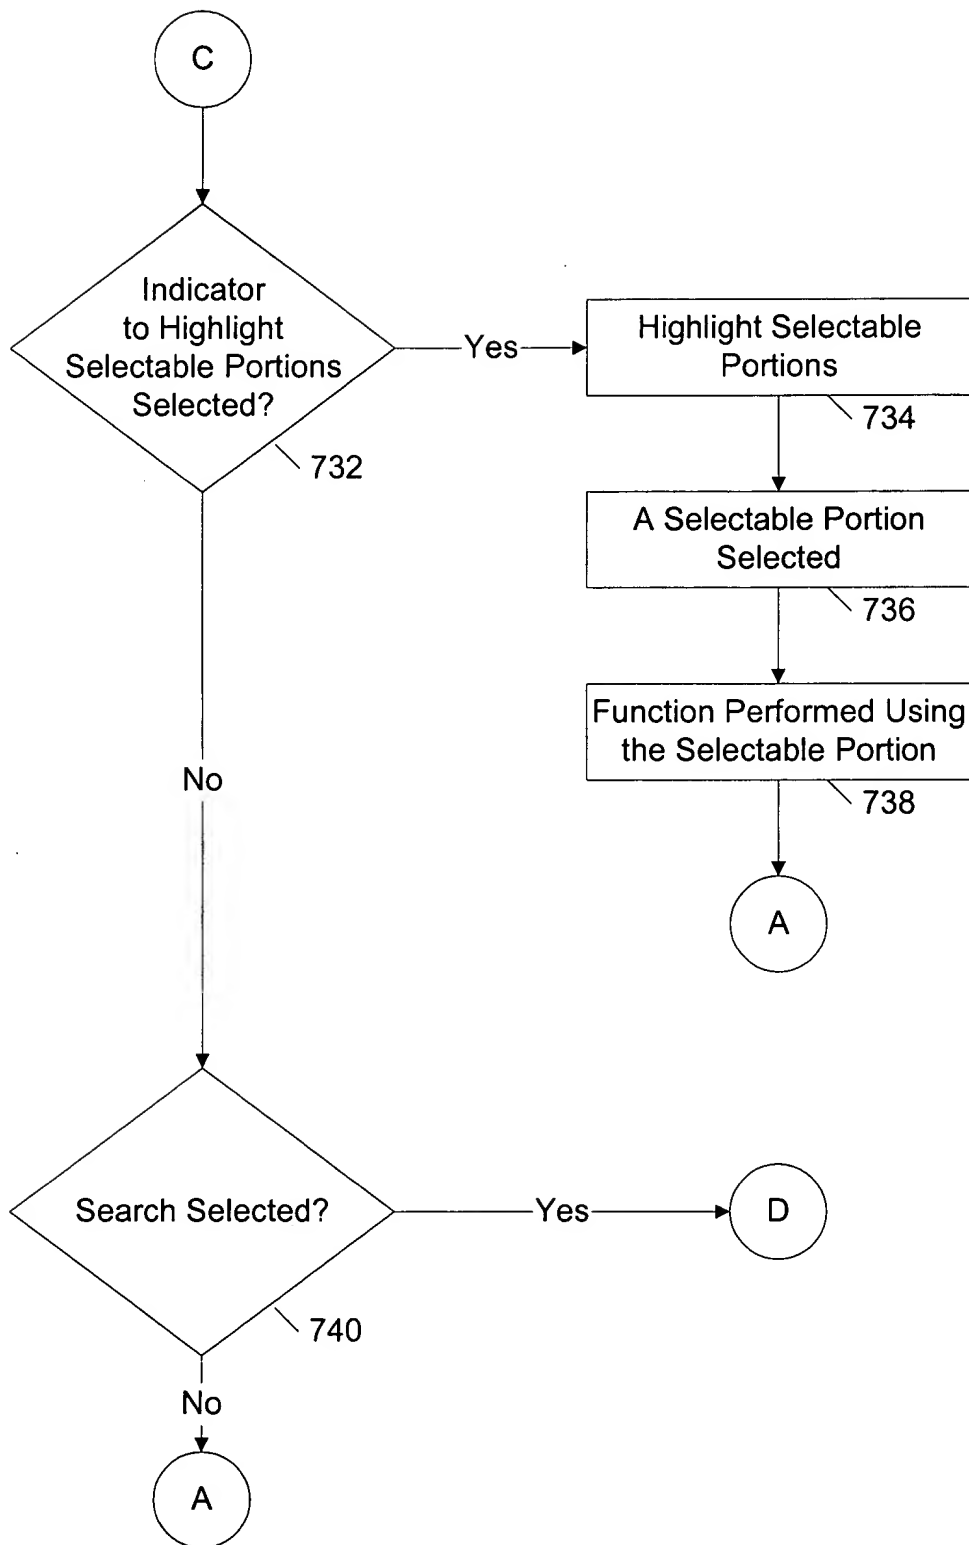 C
Indicator
to Highlight
Selectable Portions
Selected?
732
Yes
Highlight Selectable
Portions
734
A Selectable Portion
Selected
736
Function Performed Using
the Selectable Portion
738
A
No
Search Selected?
740
Yes
D
No
A